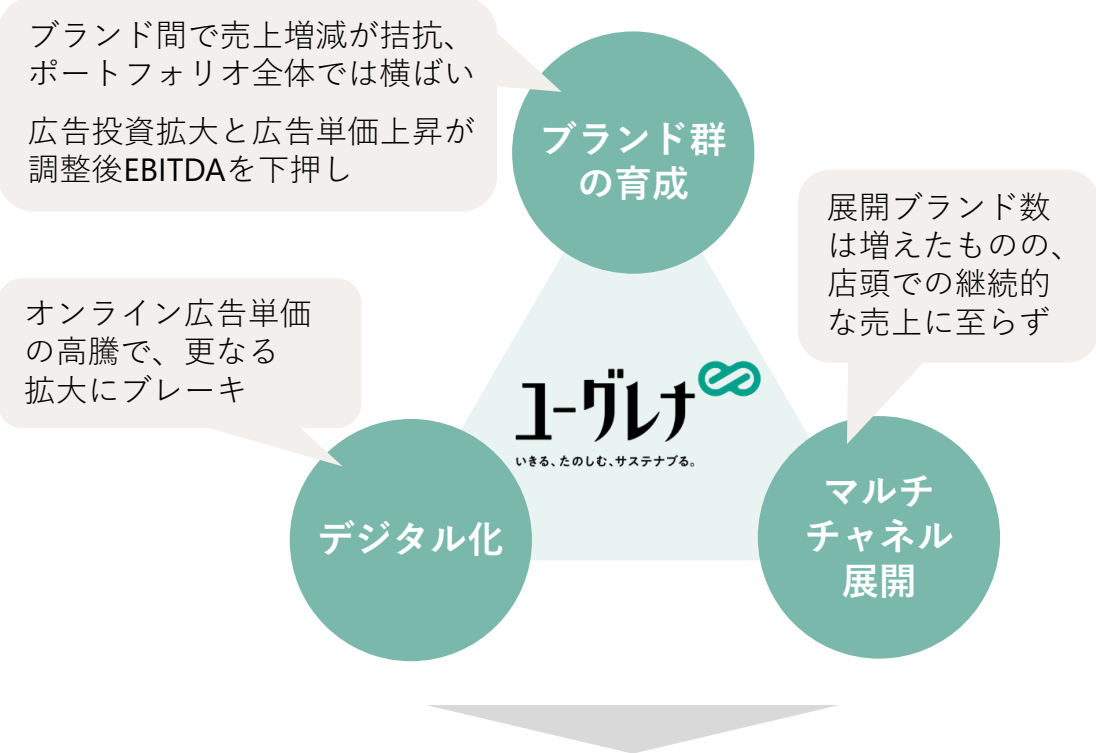 ブランド間で売上増減が拮抗、
ポートフォリオ全体では横ばい
広告投資拡大と広告単価上昇が
調整後EBITDAを下押し
ブランド群
の育成
展開ブランド数
は増えたものの、
店頭での継続的
な売上に至らず
オンライン広告単価
の高騰で、更なる
拡大にブレーキ
ユーグレナ
いきる、たのしむ、サステナブる。
デジタル化
マルチ
チャネル
展開